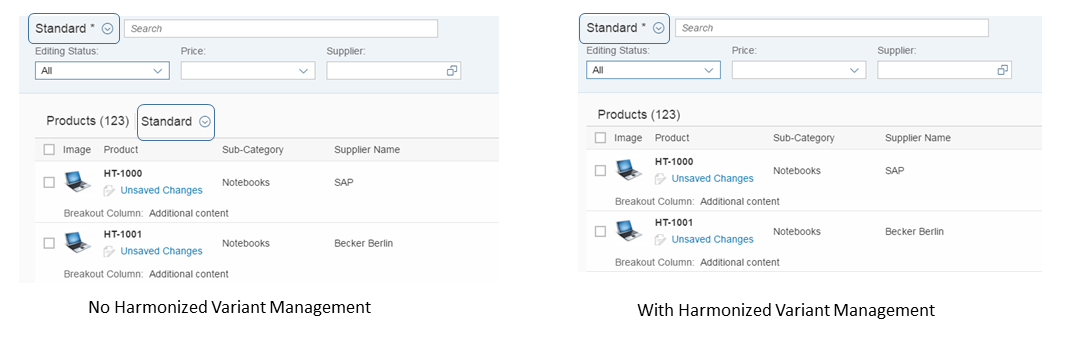 Standard * Search
Editing Status: Price: Supplier:
All
Products (123) Standard
Image Product Sub-Category Supplier Name
HT-1000
Unsaved Changes Notebooks SAP
Breakout Column: Additional content
HT-1001
Unsaved Changes Notebooks Becker Berlin
Breakout Column: Additional content
No Harmonized Variant Management
Standard * Search
Editing Status: Price: Supplier:
All
Products (123)
Image Product Sub-Category Supplier Name
HT-1000
Unsaved Changes Notebooks SAP
Breakout Column: Additional content
HT-1001
Unsaved Changes Notebooks Becker Berlin
Breakout Column: Additional content
With Harmonized Variant Management